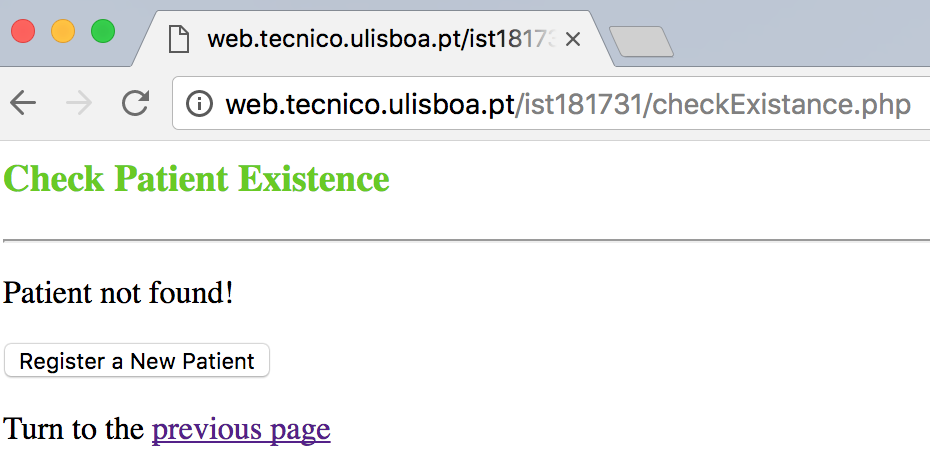 web.tecnico.ulisboa.pt/ist18173
web.tecnico.ulisboa.pt/ist181731/checkExistance.php
Check Patient Existence
Patient not found!
Register a New Patient
Turn to the previous page